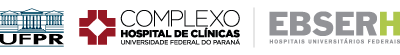 UFPR
COMPLEXO
HOSPITAL DE CLÍNICAS
UNIVERSIDADE FEDERAL DO PARANÁ
EBSERH
HOSPITAIS UNIVERSITÁRIOS FEDERAIS